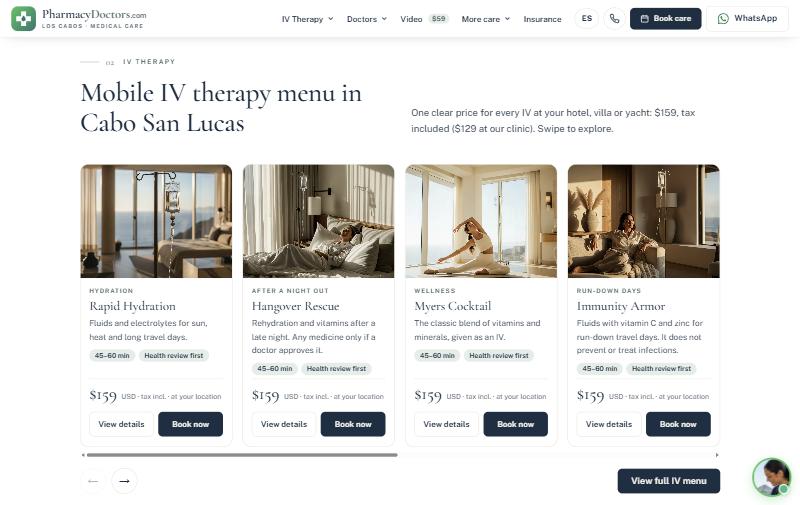 PharmacyDoctors.com
LOS CABOS · MEDICAL CARE
IV Therapy
Doctors
Video $59
More care
Insurance
ES
Book care
WhatsApp
02 IV THERAPY
Mobile IV therapy menu in
Cabo San Lucas
One clear price for every IV at your hotel, villa or yacht: $159, tax
included ($129 at our clinic). Swipe to explore.
HYDRATION
Rapid Hydration
Fluids and electrolytes for sun,
heat and long travel days.
45–60 min Health review first
$159 USD · tax incl. · at your location
View details Book now
AFTER A NIGHT OUT
Hangover Rescue
Rehydration and vitamins after a
late night. Any medicine only if a
doctor approves it.
45–60 min Health review first
$159 USD · tax incl. · at your location
View details Book now
WELLNESS
Myers Cocktail
The classic blend of vitamins and
minerals, given as an IV.
45–60 min Health review first
$159 USD · tax incl. · at your location
View details Book now
RUN-DOWN DAYS
Immunity Armor
Fluids with vitamin C and zinc for
run-down travel days. It does not
prevent or treat infections.
45–60 min Health review first
$159 USD · tax incl. · at your location
View details Book now
← →
View full IV menu